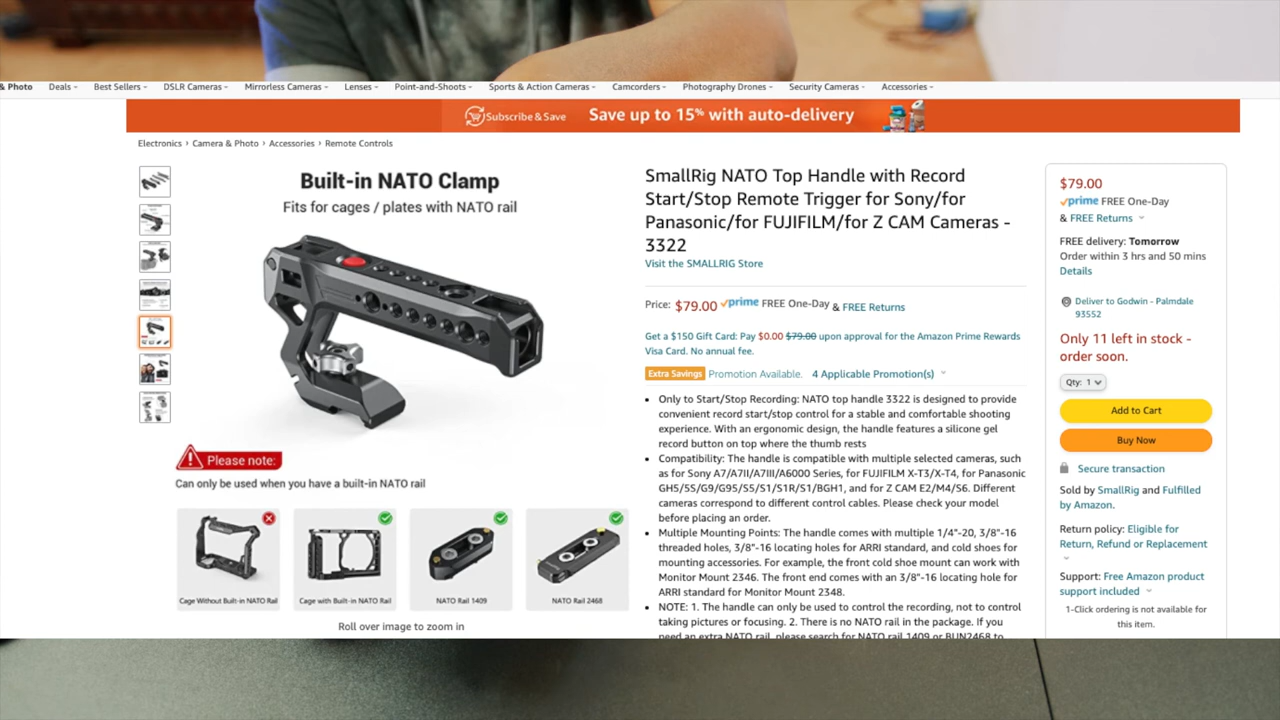 & Photo Deals Best Sellers DSLR Cameras Mirrorless Cameras Lenses Point-and-Shoots Sports & Action Cameras Camcorders Photography Drones Security Cameras Accessories
Subscribe & Save Save up to 15% with auto-delivery
Electronics › Camera & Photo › Accessories › Remote Controls
Built-in NATO Clamp
Fits for cages / plates with NATO rail
Please note:
Can only be used when you have a built-in NATO rail
Cage Without Built-in NATO Rail
Cage with Built-in NATO Rail
NATO Rail 1409
NATO Rail 2468
Roll over image to zoom in
SmallRig NATO Top Handle with Record
Start/Stop Remote Trigger for Sony/for
Panasonic/for FUJIFILM/for Z CAM Cameras -
3322
Visit the SMALLRIG Store
Price: $79.00 prime FREE One-Day & FREE Returns
Get a $150 Gift Card: Pay $0.00 $79.00 upon approval for the Amazon Prime Rewards
Visa Card. No annual fee.
Extra Savings Promotion Available. 4 Applicable Promotion(s)
• Only to Start/Stop Recording: NATO top handle 3322 is designed to provide
convenient record start/stop control for a stable and comfortable shooting
experience. With an ergonomic design, the handle features a silicone gel
record button on top where the thumb rests
• Compatibility: The handle is compatible with multiple selected cameras, such
as for Sony A7/A7II/A7III/A6000 Series, for FUJIFILM X-T3/X-T4, for Panasonic
GH5/5S/G9/G95/S5/S1/S1R/S1/BGH1, and for Z CAM E2/M4/S6. Different
cameras correspond to different control cables. Please check your model
before placing an order.
• Multiple Mounting Points: The handle comes with multiple 1/4"-20, 3/8"-16
threaded holes, 3/8"-16 locating holes for ARRI standard, and cold shoes for
mounting accessories. For example, the front cold shoe mount can work with
Monitor Mount 2346. The front end comes with an 3/8"-16 locating hole for
ARRI standard for Monitor Mount 2348.
• NOTE: 1. The handle can only be used to control the recording, not to control
taking pictures or focusing. 2. There is no NATO rail in the package. If you
need an extra NATO rail, please search for NATO rail 1409 or BUN2468 to
$79.00
prime FREE One-Day
& FREE Returns
FREE delivery: Tomorrow
Order within 3 hrs and 50 mins
Details
Deliver to Godwin - Palmdale
93552
Only 11 left in stock -
order soon.
Qty: 1
Add to Cart
Buy Now
Secure transaction
Sold by SmallRig and Fulfilled
by Amazon.
Return policy: Eligible for
Return, Refund or Replacement
Support: Free Amazon product
support included
1-Click ordering is not available for
this item.